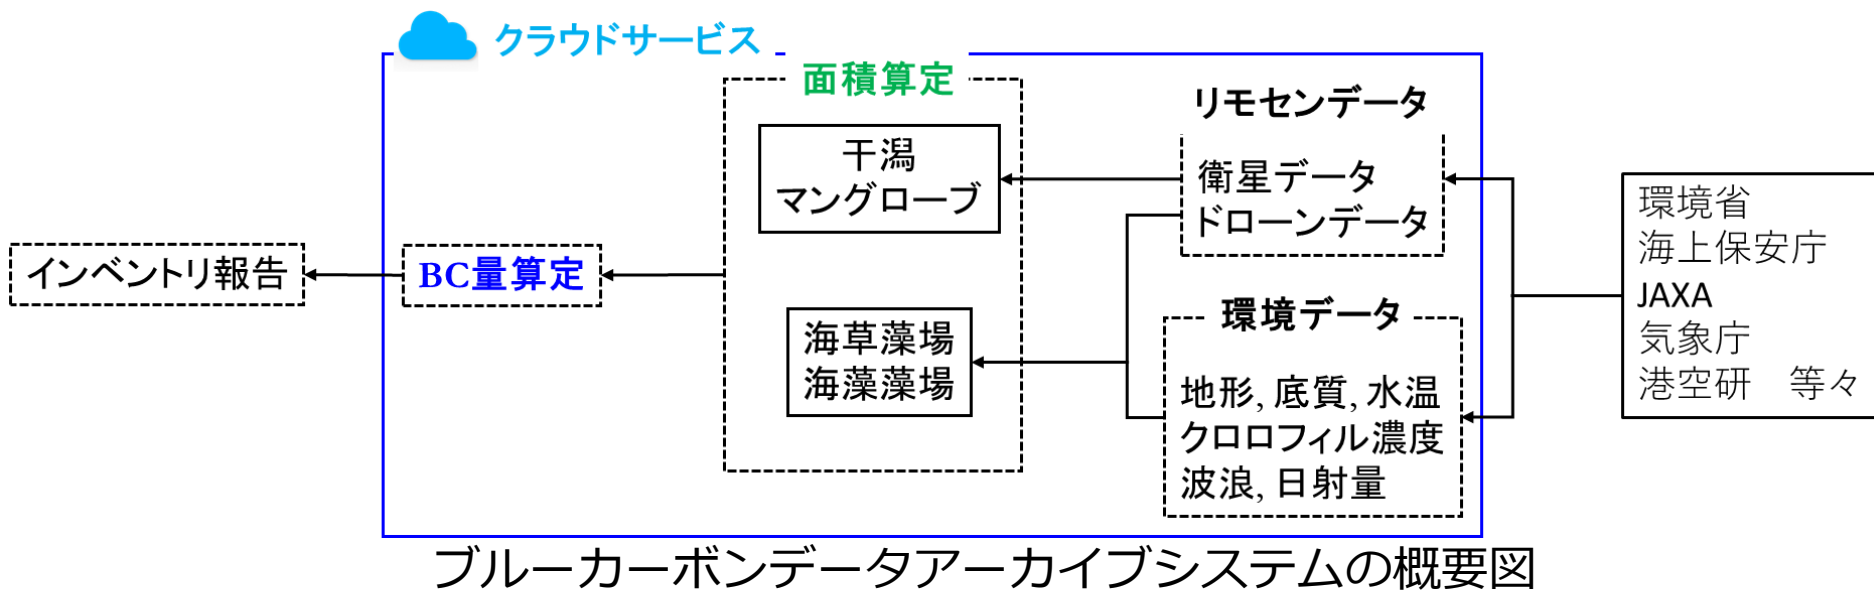 クラウドサービス
面積算定
干潟
マングローブ
海草藻場
海藻藻場
リモセンデータ
衛星データ
ドローンデータ
環境データ
地形, 底質, 水温
クロロフィル濃度
波浪, 日射量
環境省
海上保安庁
JAXA
気象庁
港空研　等々
BC量算定
インベントリ報告
ブルーカーボンデータアーカイブシステムの概要図